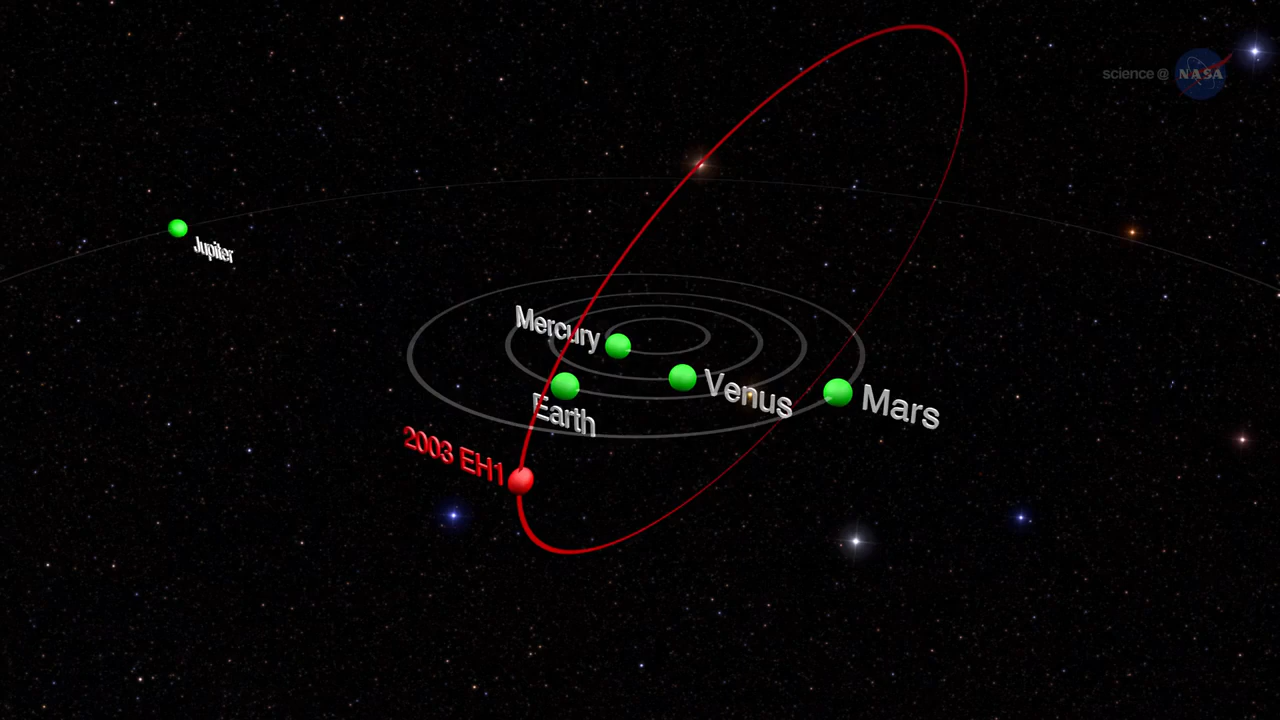 science @ NASA
Jupiter
Mercury
Venus
Earth
Mars
2003 EH1